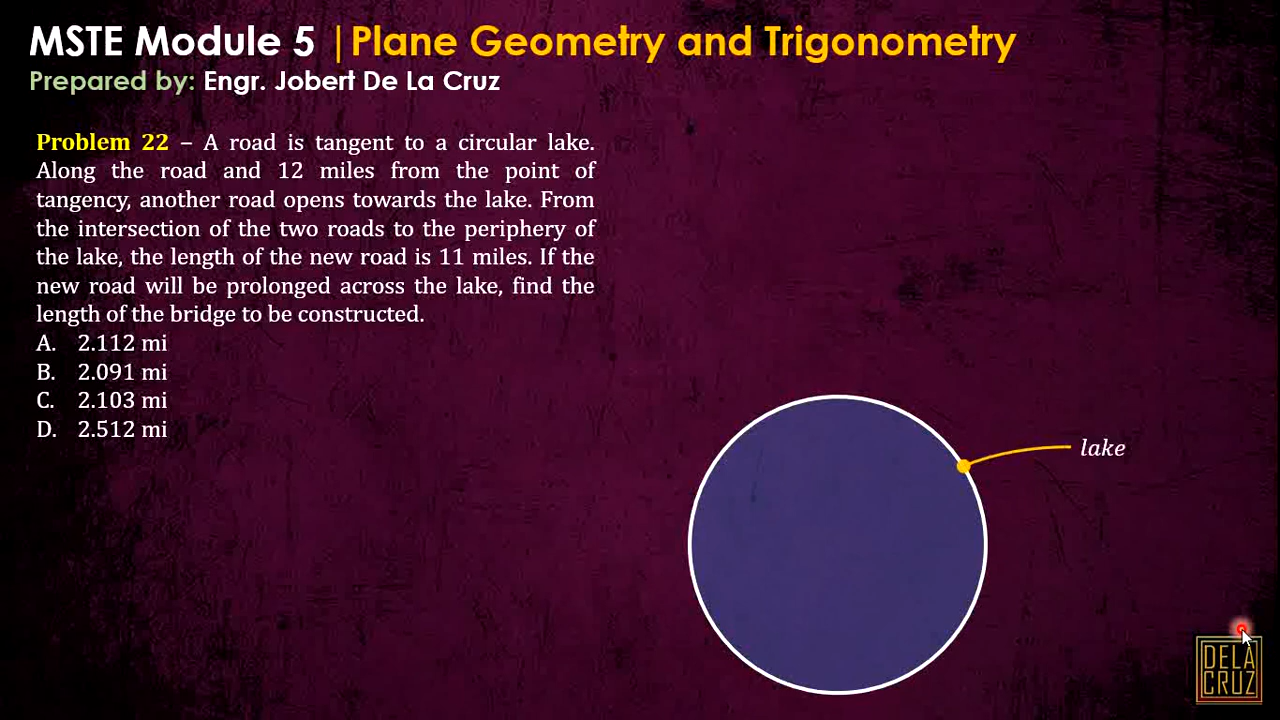 MSTE Module 5 | Plane Geometry and Trigonometry
Prepared by: Engr. Jobert De La Cruz
Problem 22 – A road is tangent to a circular lake.
Along the road and 12 miles from the point of
tangency, another road opens towards the lake. From
the intersection of the two roads to the periphery of
the lake, the length of the new road is 11 miles. If the
new road will be prolonged across the lake, find the
length of the bridge to be constructed.
A. 2.112 mi
B. 2.091 mi
C. 2.103 mi
D. 2.512 mi
lake
DELA
CRUZ